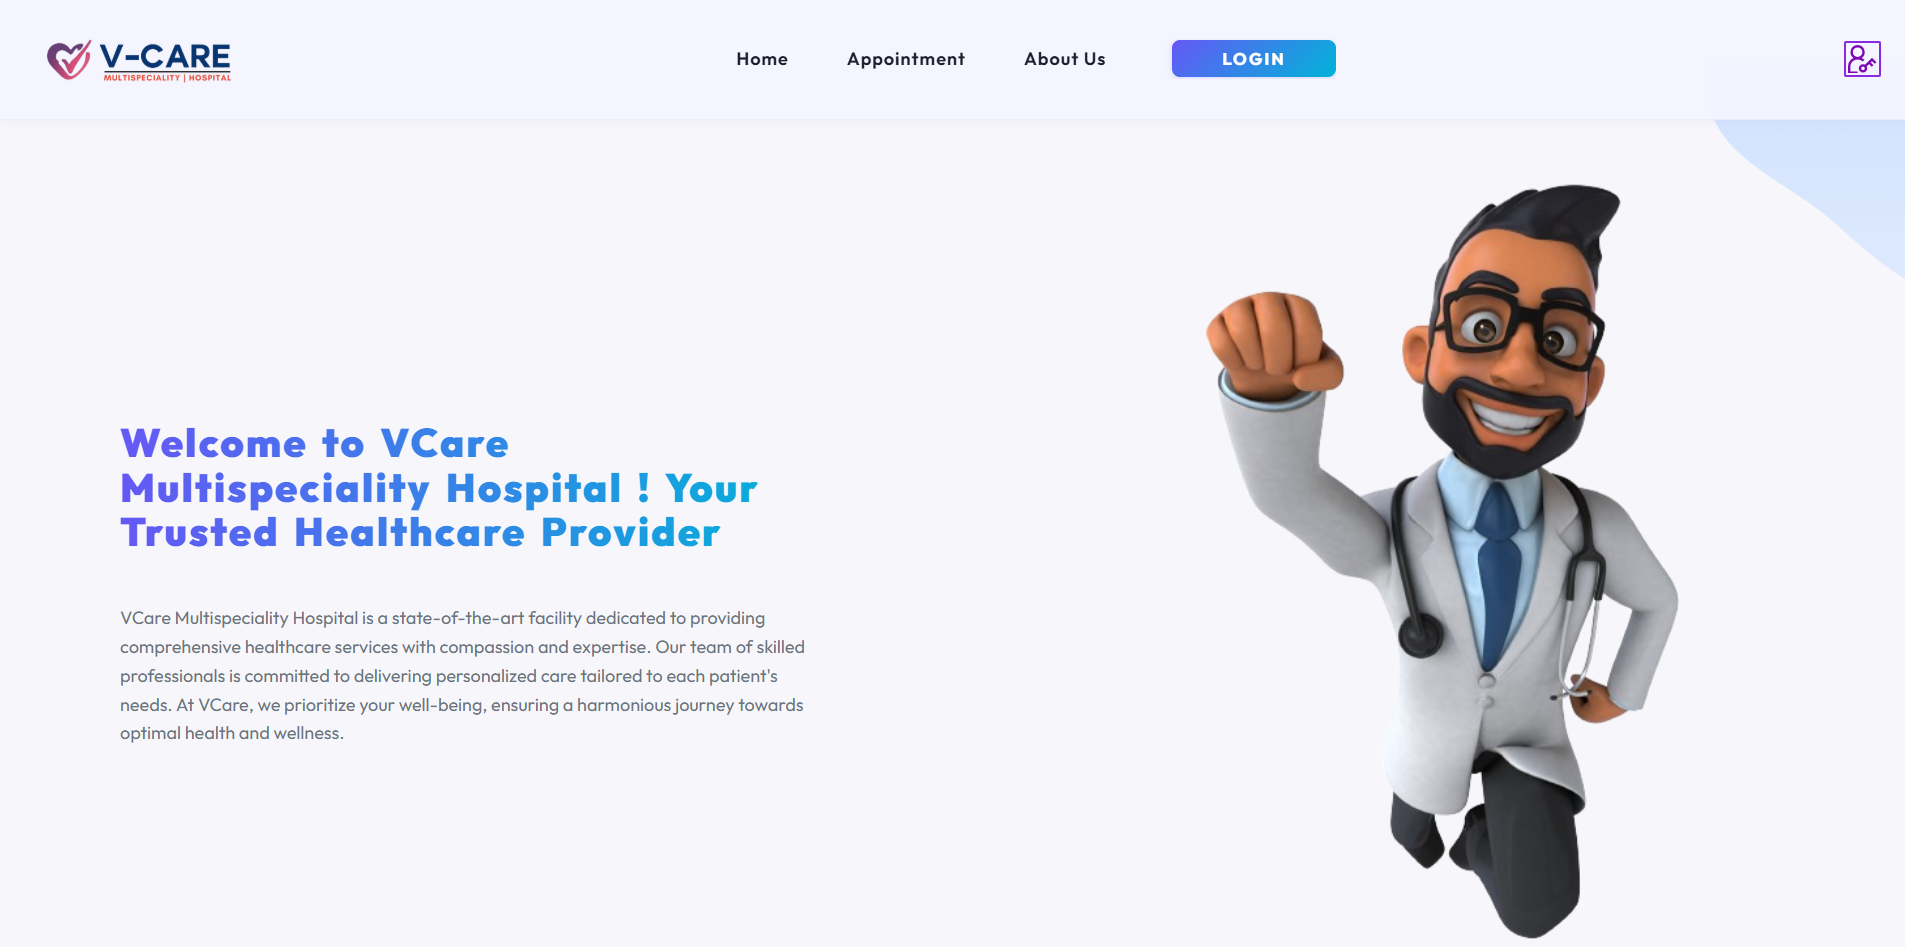 V-CARE
MULTISPECIALITY | HOSPITAL
Home
Appointment
About Us
LOGIN
Welcome to VCare
Multispeciality Hospital ! Your
Trusted Healthcare Provider
VCare Multispeciality Hospital is a state-of-the-art facility dedicated to providing
comprehensive healthcare services with compassion and expertise. Our team of skilled
professionals is committed to delivering personalized care tailored to each patient's
needs. At VCare, we prioritize your well-being, ensuring a harmonious journey towards
optimal health and wellness.